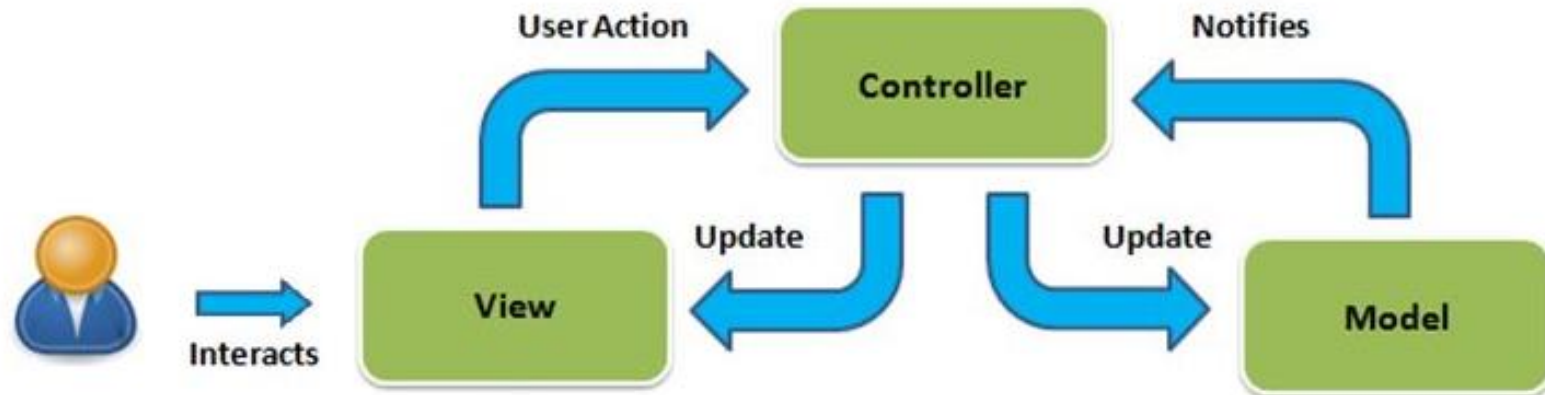 User Action
Notifies
Controller
Update
Update
View
Model
Interacts